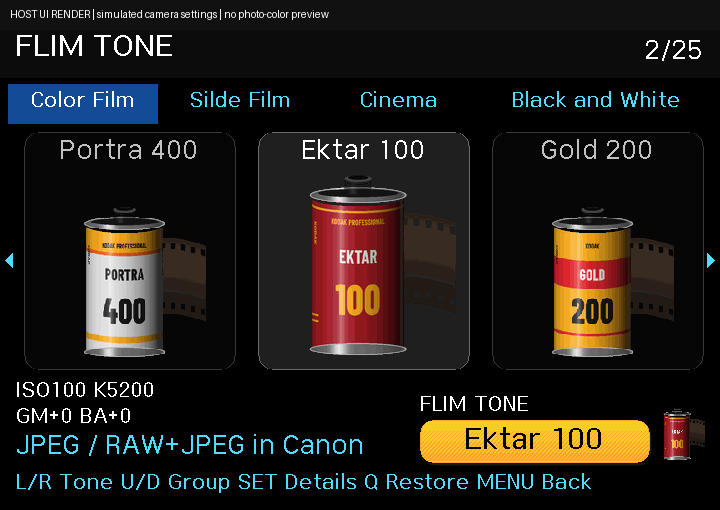 HOST UI RENDER | simulated camera settings | no photo-color preview
FLIM TONE
2/25
Color Film
Silde Film
Cinema
Black and White
Portra 400
Ektar 100
Gold 200
KODAK PROFESSIONAL
PORTRA
400
KODAK PROFESSIONAL
KODAK
EKTAR
100
KODAK
GOLD
200
ISO100 K5200
GM+0 BA+0
JPEG / RAW+JPEG in Canon
FLIM TONE
Ektar 100
100
L/R Tone U/D Group SET Details Q Restore MENU Back